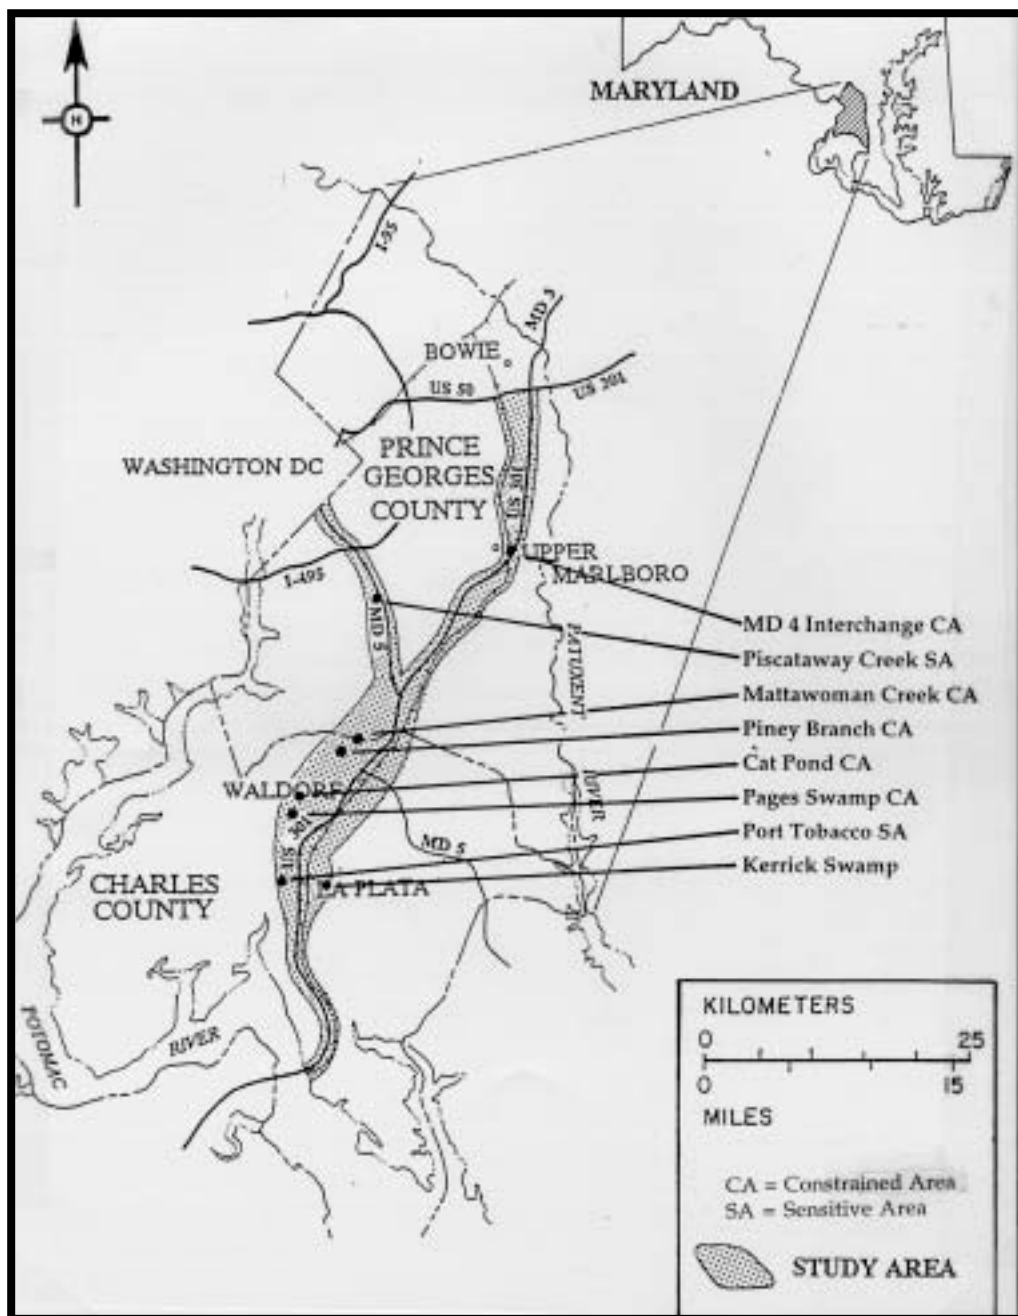 MARYLAND
N
I-95
MD 5
BOWIE
US 50
US 301
WASHINGTON DC
PRINCE
GEORGES
COUNTY
US 301
I-495
UPPER
MARLBORO
MD 5
MD 4 Interchange CA
Piscataway Creek SA
Mattawoman Creek CA
Piney Branch CA
Cat Pond CA
Pages Swamp CA
Port Tobacco SA
Kerrick Swamp
PATUXENT
RIVER
WALDORF
US 301
MD 5
CHARLES
COUNTY
LA PLATA
POTOMAC
RIVER
KILOMETERS
0 25
0 15
MILES
CA = Constrained Area
SA = Sensitive Area
STUDY AREA